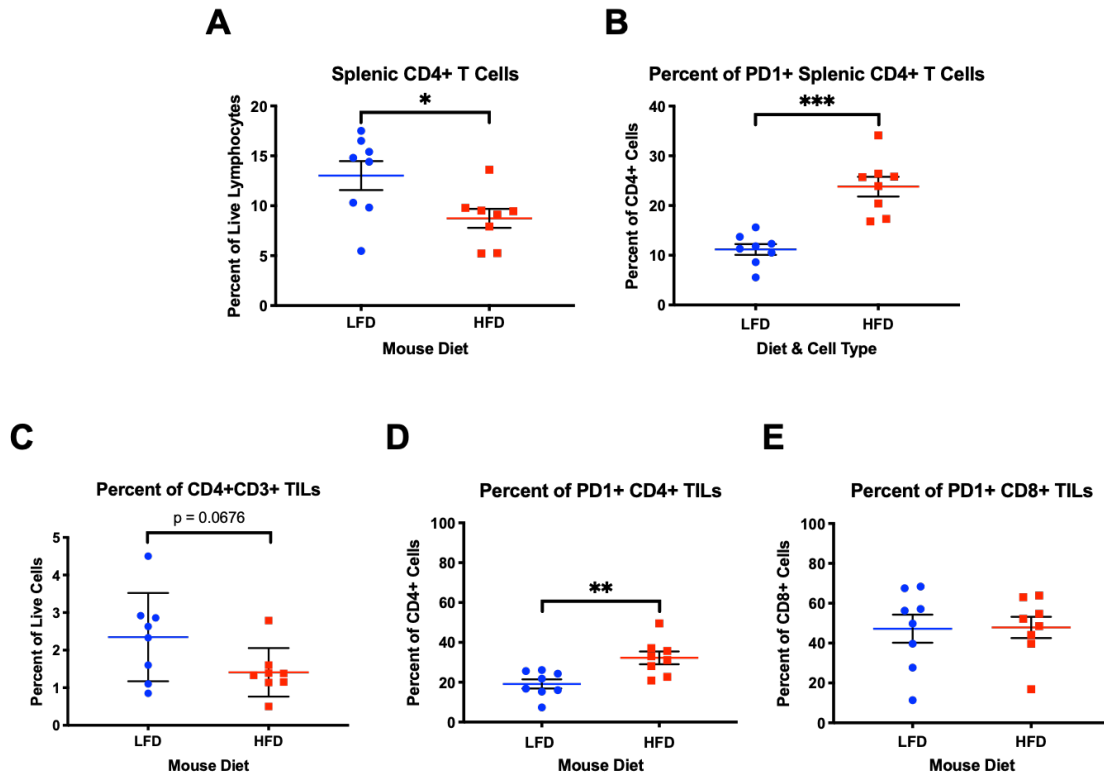 A
Splenic CD4+ T Cells
*
Percent of Live Lymphocytes
20
15
10
5
0
LFD
HFD
Mouse Diet
B
Percent of PD1+ Splenic CD4+ T Cells
***
Percent of CD4+ Cells
40
30
20
10
0
LFD
HFD
Diet & Cell Type
C
Percent of CD4+CD3+ TILs
p = 0.0676
Percent of Live Cells
5
4
3
2
1
0
LFD
HFD
Mouse Diet
D
Percent of PD1+ CD4+ TILs
**
Percent of CD4+ Cells
100
80
60
40
20
0
LFD
HFD
Mouse Diet
E
Percent of PD1+ CD8+ TILs
Percent of CD8+ Cells
100
80
60
40
20
0
LFD
HFD
Mouse Diet